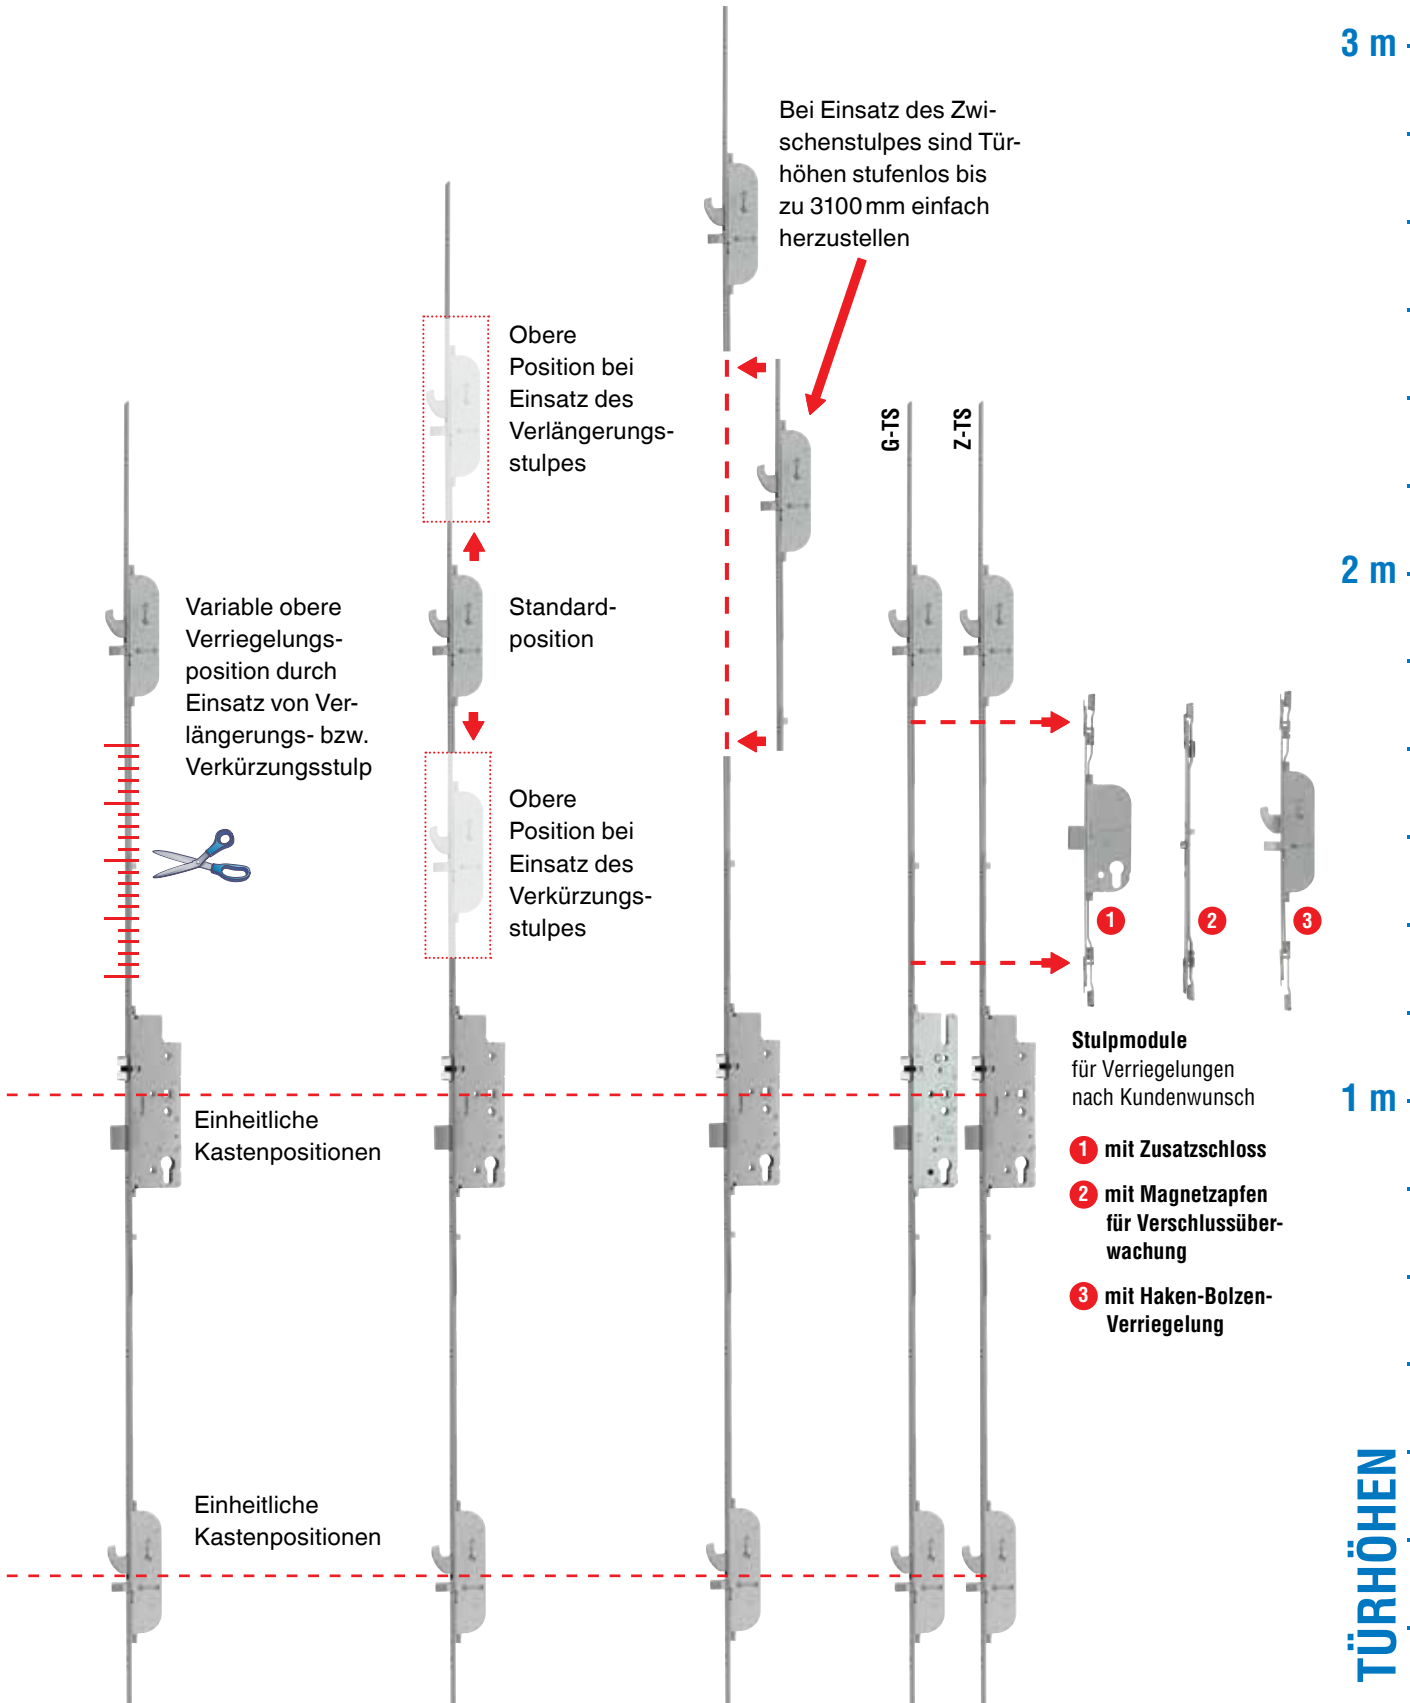 3 m
Bei Einsatz des Zwi-
schenstulpes sind Tür-
höhen stufenlos bis
zu 3100 mm einfach
herzustellen
Obere
Position bei
Einsatz des
Verlängerungs-
stulpes
G-TS
Z-TS
2 m
Variable obere
Verriegelungs-
position durch
Einsatz von Ver-
längerungs- bzw.
Verkürzungsstulp
Standard-
position
Obere
Position bei
Einsatz des
Verkürzungs-
stulpes
1
2
3
Stulpmodule
für Verriegelungen
nach Kundenwunsch
1 m
Einheitliche
Kastenpositionen
1 mit Zusatzschloss
2 mit Magnetzapfen
für Verschlussüber-
wachung
3 mit Haken-Bolzen-
Verriegelung
Einheitliche
Kastenpositionen
TÜRHÖHEN